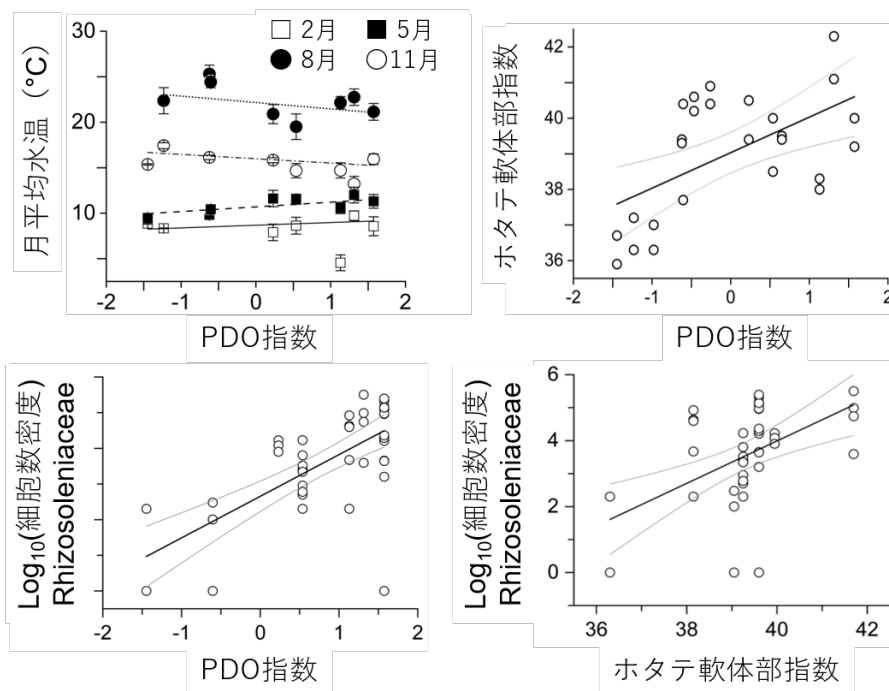 30
20
10
月平均水温（°C）
□ 2月 ■ 5月
● 8月 ○ 11月
-2 -1 0 1 2
PDO指数
42
40
38
36
ホタテ軟体部指数
-2 -1 0 1 2
PDO指数
Log10(細胞数密度)
Rhizosoleniaceae
-2 -1 0 1 2
PDO指数
6
4
2
0
Log10(細胞数密度)
Rhizosoleniaceae
36 38 40 42
ホタテ軟体部指数